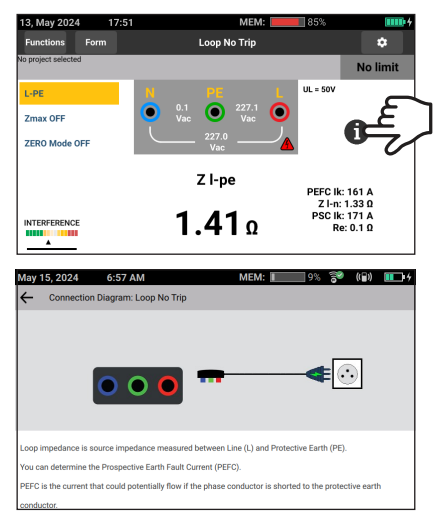 13, May 2024 17:51 MEM: 85%
Functions Form Loop No Trip
No project selected
No limit
L-PE
Zmax OFF
ZERO Mode OFF
N PE L
0.1 Vac
227.1 Vac
227.0 Vac
UL = 50V
i
Z l-pe
1.41 Ω
PEFC Ik: 161 A
Z l-n: 1.33 Ω
PSC Ik: 171 A
Re: 0.1 Ω
INTERFERENCE
May 15, 2024 6:57 AM MEM: 9%
Connection Diagram: Loop No Trip
Loop impedance is source impedance measured between Line (L) and Protective Earth (PE).
You can determine the Prospective Earth Fault Current (PEFC).
PEFC is the current that could potentially flow if the phase conductor is shorted to the protective earth
conductor.